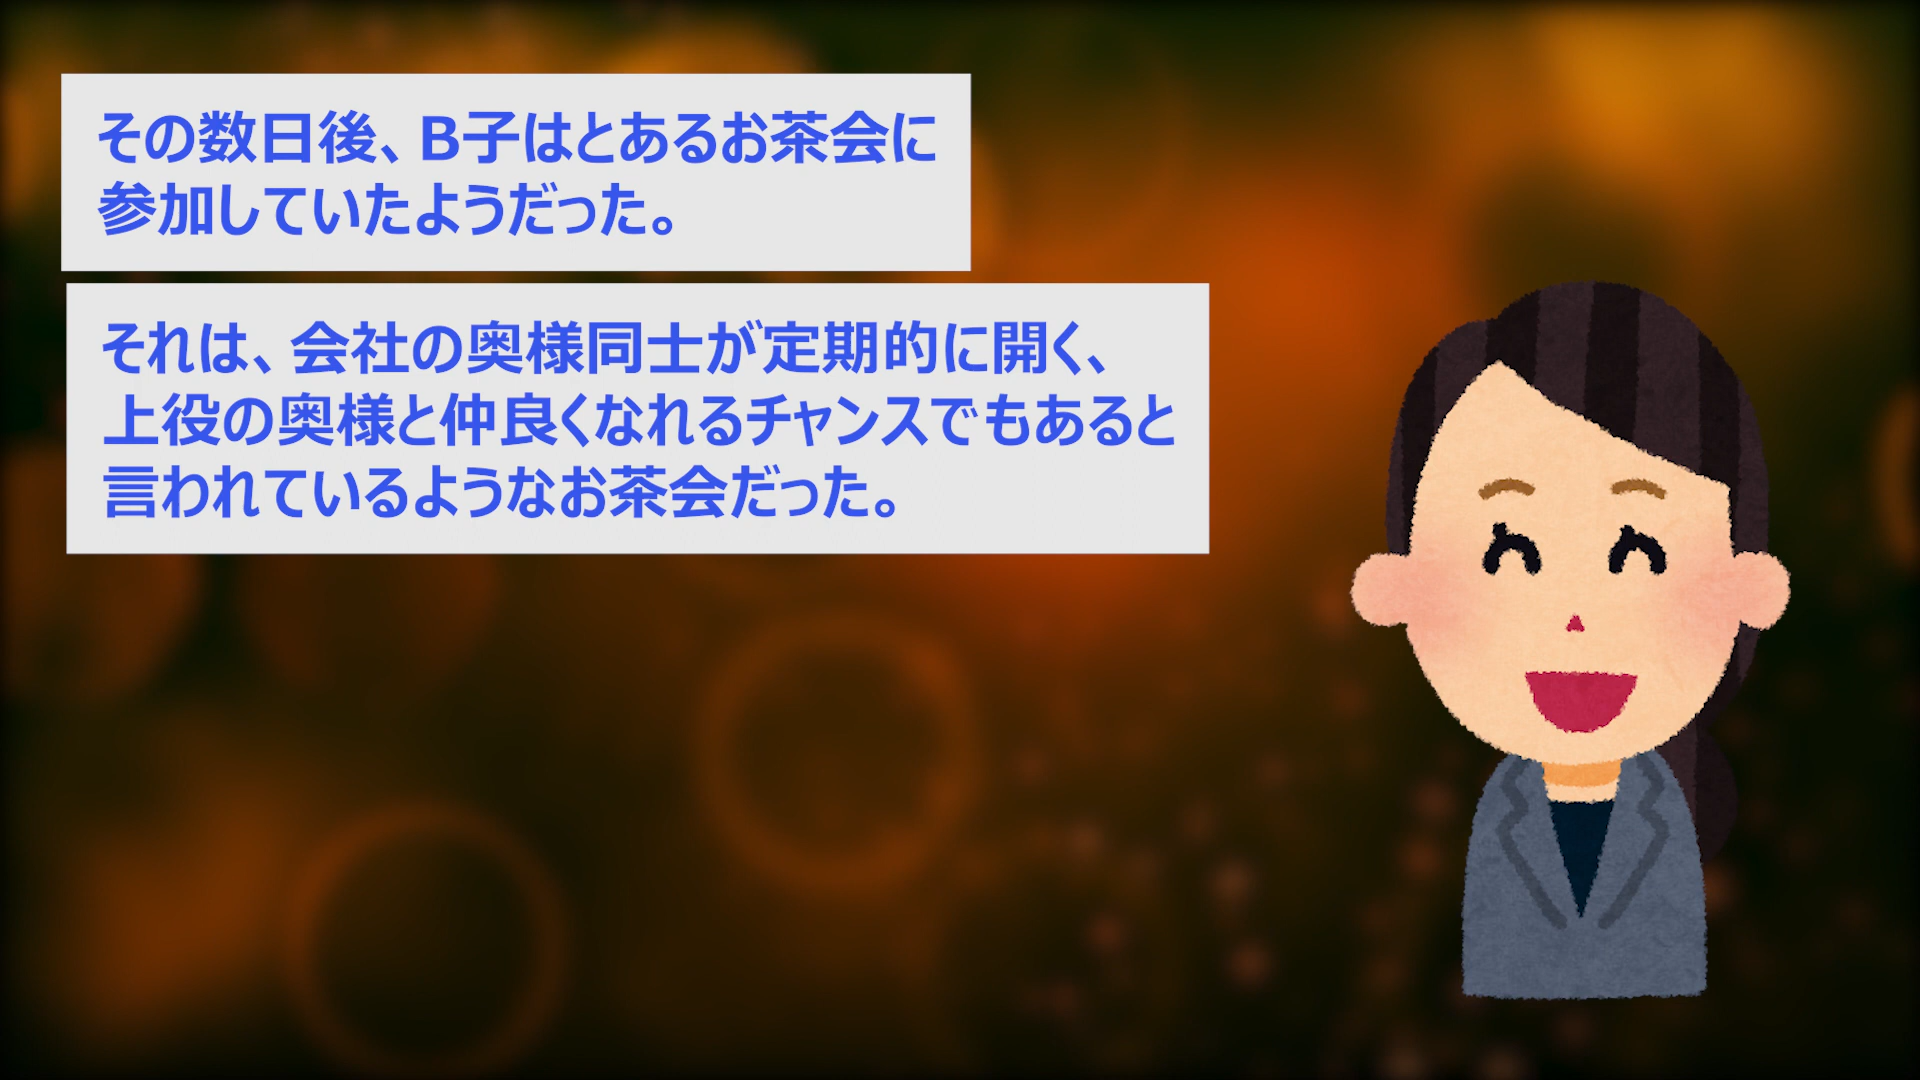 その数日後、B子はとあるお茶会に
参加していたようだった。
それは、会社の奥様同士が定期的に開く、
上役の奥様と仲良くなれるチャンスでもあると
言われているようなお茶会だった。